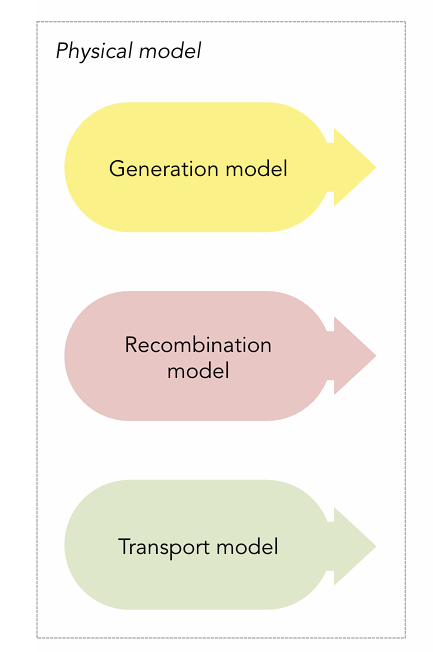 Physical model
Generation model
Recombination
model
Transport model